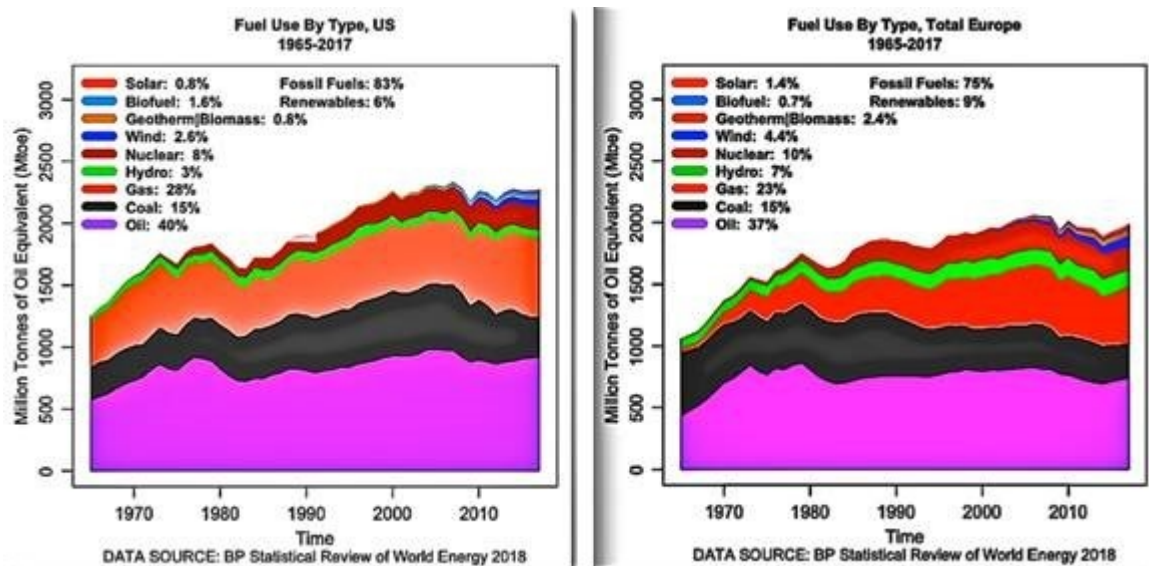 Fuel Use By Type, US
1965-2017
Solar: 0.8%
Biofuel: 1.6%
Geotherm|Biomass: 0.8%
Wind: 2.6%
Nuclear: 8%
Hydro: 3%
Gas: 28%
Coal: 15%
Oil: 40%
Fossil Fuels: 83%
Renewables: 6%
Million Tonnes of Oil Equivalent (Mtoe)
3000
2500
2000
1500
1000
500
0
1970 1980 1990 2000 2010
Time
DATA SOURCE: BP Statistical Review of World Energy 2018
Fuel Use By Type, Total Europe
1965-2017
Solar: 1.4%
Biofuel: 0.7%
Geotherm|Biomass: 2.4%
Wind: 4.4%
Nuclear: 10%
Hydro: 7%
Gas: 23%
Coal: 15%
Oil: 37%
Fossil Fuels: 75%
Renewables: 9%
Million Tonnes of Oil Equivalent (Mtoe)
3000
2500
2000
1500
1000
500
0
1970 1980 1990 2000 2010
Time
DATA SOURCE: BP Statistical Review of World Energy 2018